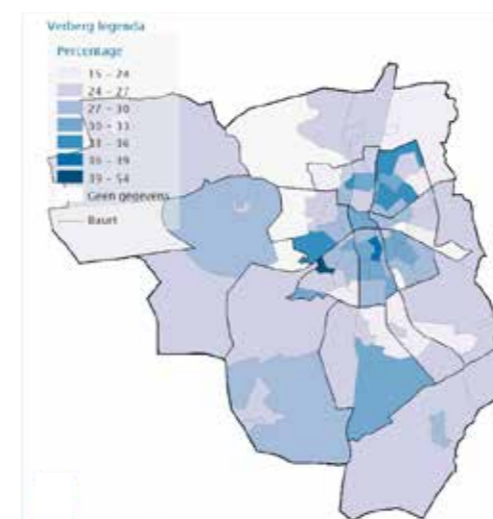 Verberg legenda
Percentage
15 - 24
24 - 27
27 - 30
30 - 33
33 - 36
36 - 39
39 - 54
Geen gegevens
Buurt